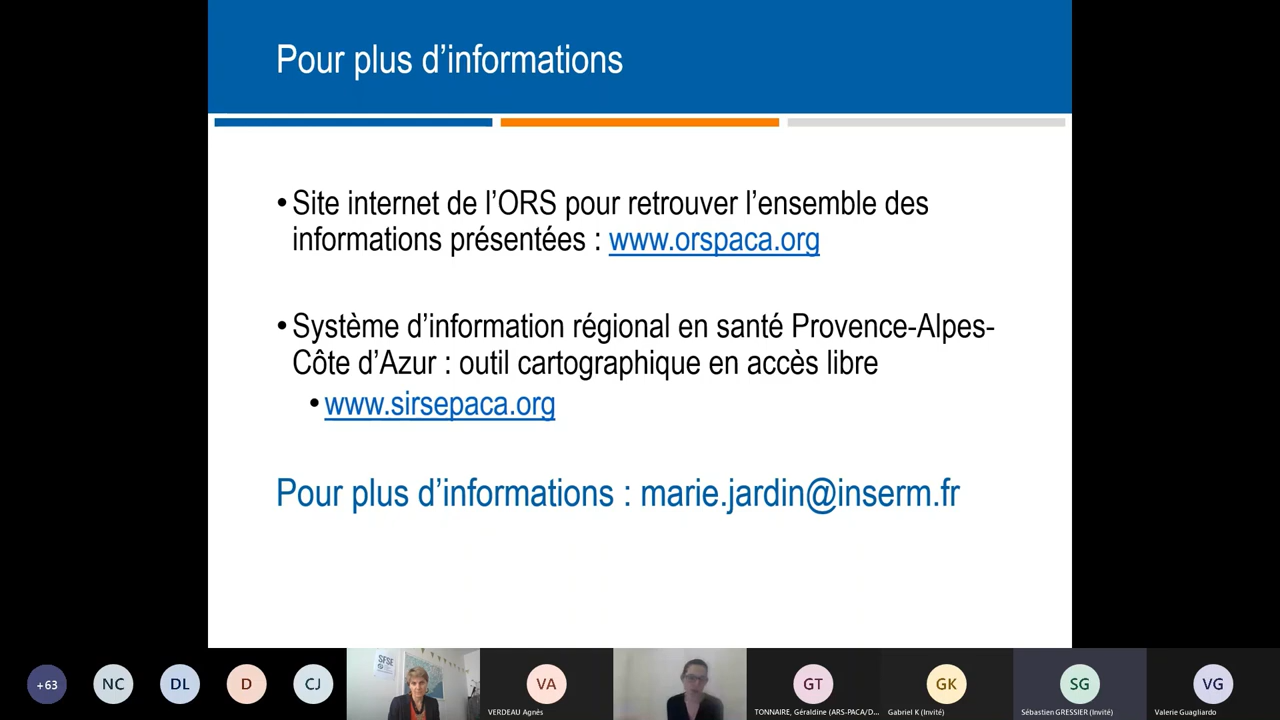 Pour plus d’informations
•Site internet de l’ORS pour retrouver l’ensemble des
informations présentées : www.orspaca.org
•Système d’information régional en santé Provence-Alpes-
Côte d’Azur : outil cartographique en accès libre
•www.sirsepaca.org
Pour plus d’informations : marie.jardin@inserm.fr
+63
NC
DL
D
CJ
SFSE
VA
VERDEAU Agnés
GT
TONNAIRE, Géraldine (ARS-PACA/D...
GK
Gabriel K (Invité)
SG
Sébastien GRESSIER (Invité)
VG
Valerie Guagliardo